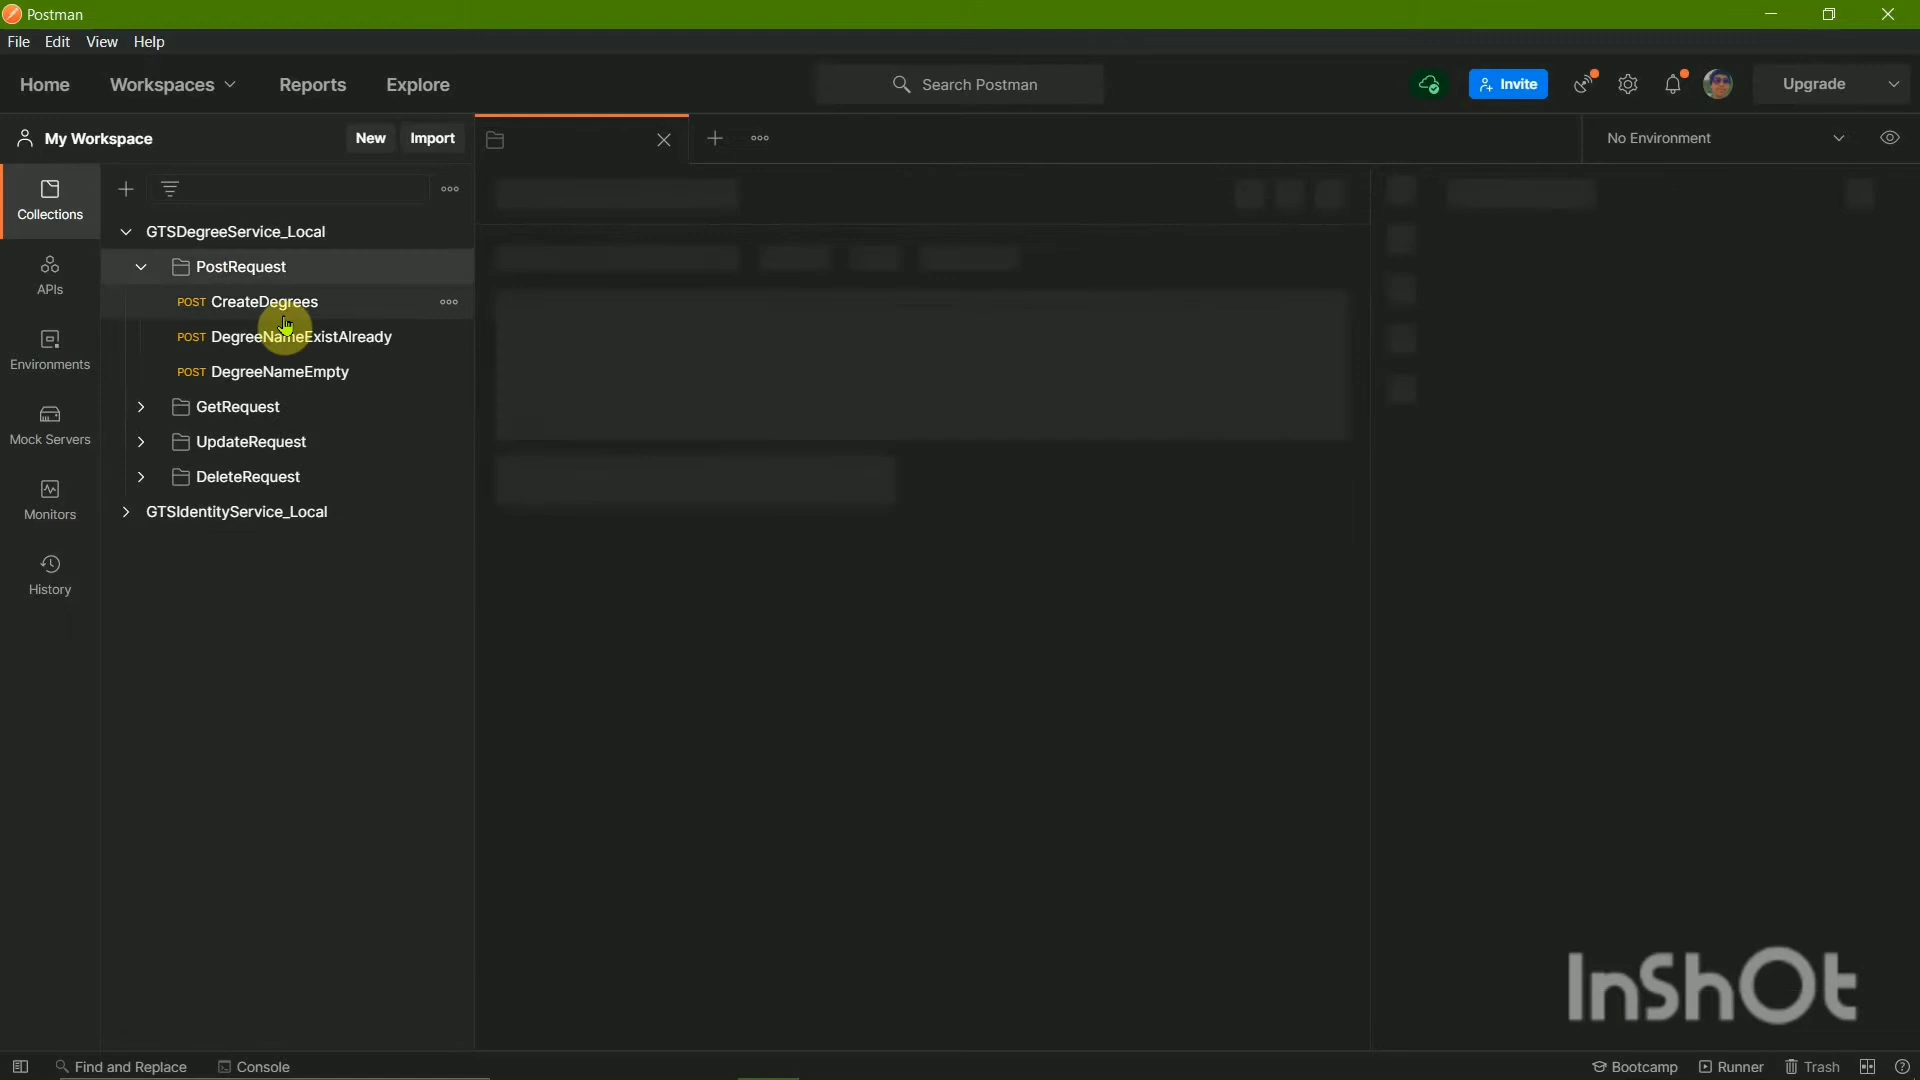 Postman
File Edit View Help
Home Workspaces Reports Explore Search Postman Invite Upgrade
My Workspace New Import No Environment
Collections
APIs
Environments
Mock Servers
Monitors
History
GTSDegreeService_Local
PostRequest
POST CreateDegrees
POST DegreeNameExistAlready
POST DegreeNameEmpty
GetRequest
UpdateRequest
DeleteRequest
GTSIdentityService_Local
InShOt
Find and Replace Console Bootcamp Runner Trash